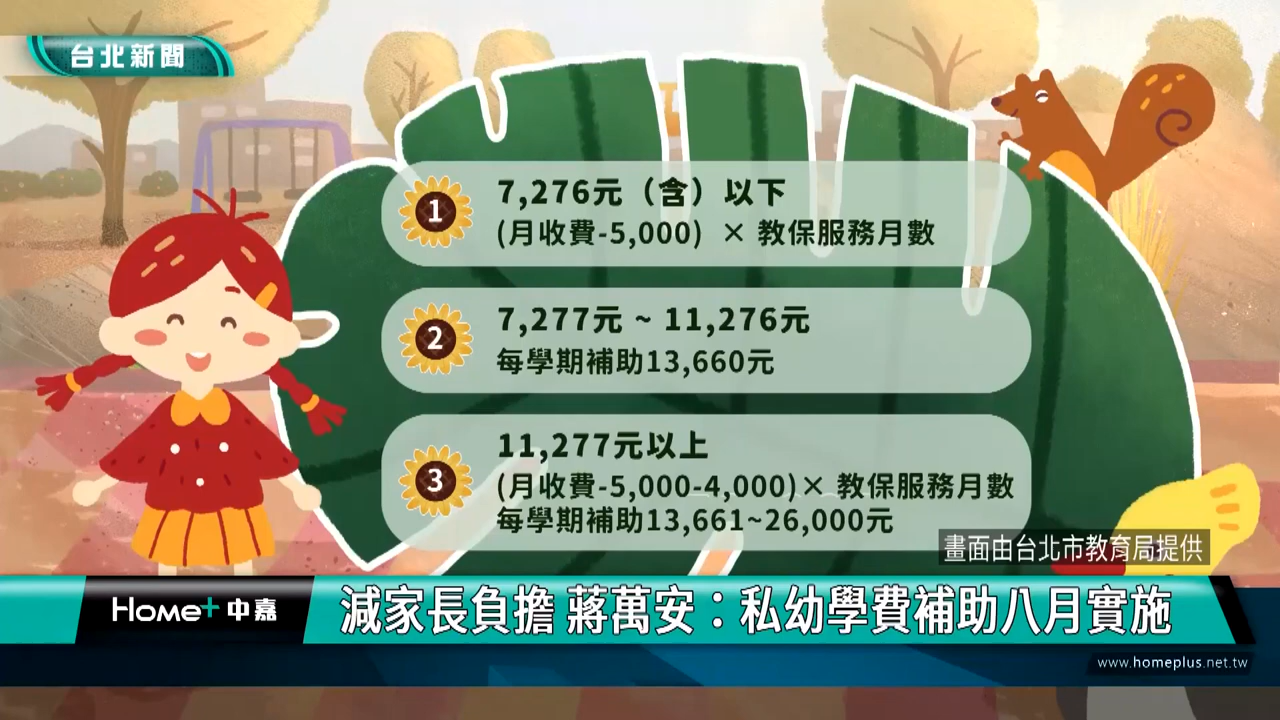 台北新聞
1
7,276元（含）以下
(月收費-5,000) × 教保服務月數
2
7,277元 ~ 11,276元
每學期補助13,660元
3
11,277元以上
(月收費-5,000-4,000)× 教保服務月數
每學期補助13,661~26,000元
畫面由台北市教育局提供
Home+ 中嘉
減家長負擔 蔣萬安：私幼學費補助八月實施
www.homeplus.net.tw